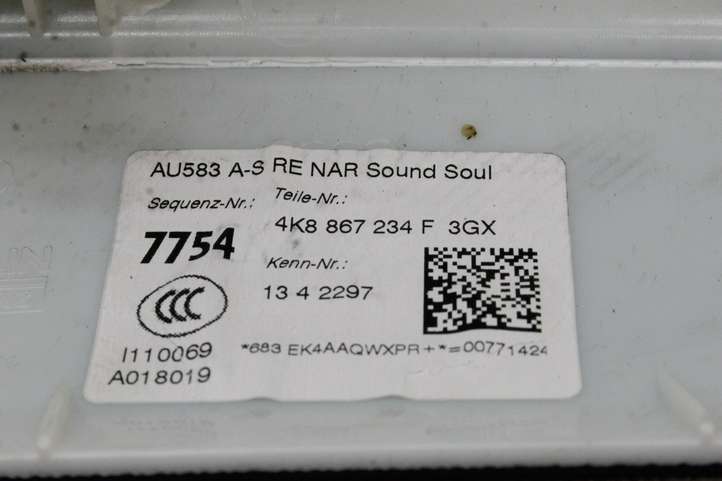 AU583 A-S RE NAR Sound Soul
Sequenz-Nr.: Teile-Nr.:
7754 4K8 867 234 F 3GX
Kenn-Nr.:
13 4 2297
CCC
I110069 *683 EK4AAQWXPR+*=00771424
A018019